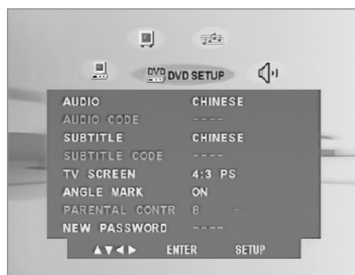 DVD DVD SETUP
AUDIO CHINESE
AUDIO CODE ----
SUBTITLE CHINESE
SUBTITLE CODE ----
TV SCREEN 4:3 PS
ANGLE MARK ON
PARENTAL CONTR 8 -
NEW PASSWORD ----
▲▼◀▶ ENTER SETUP